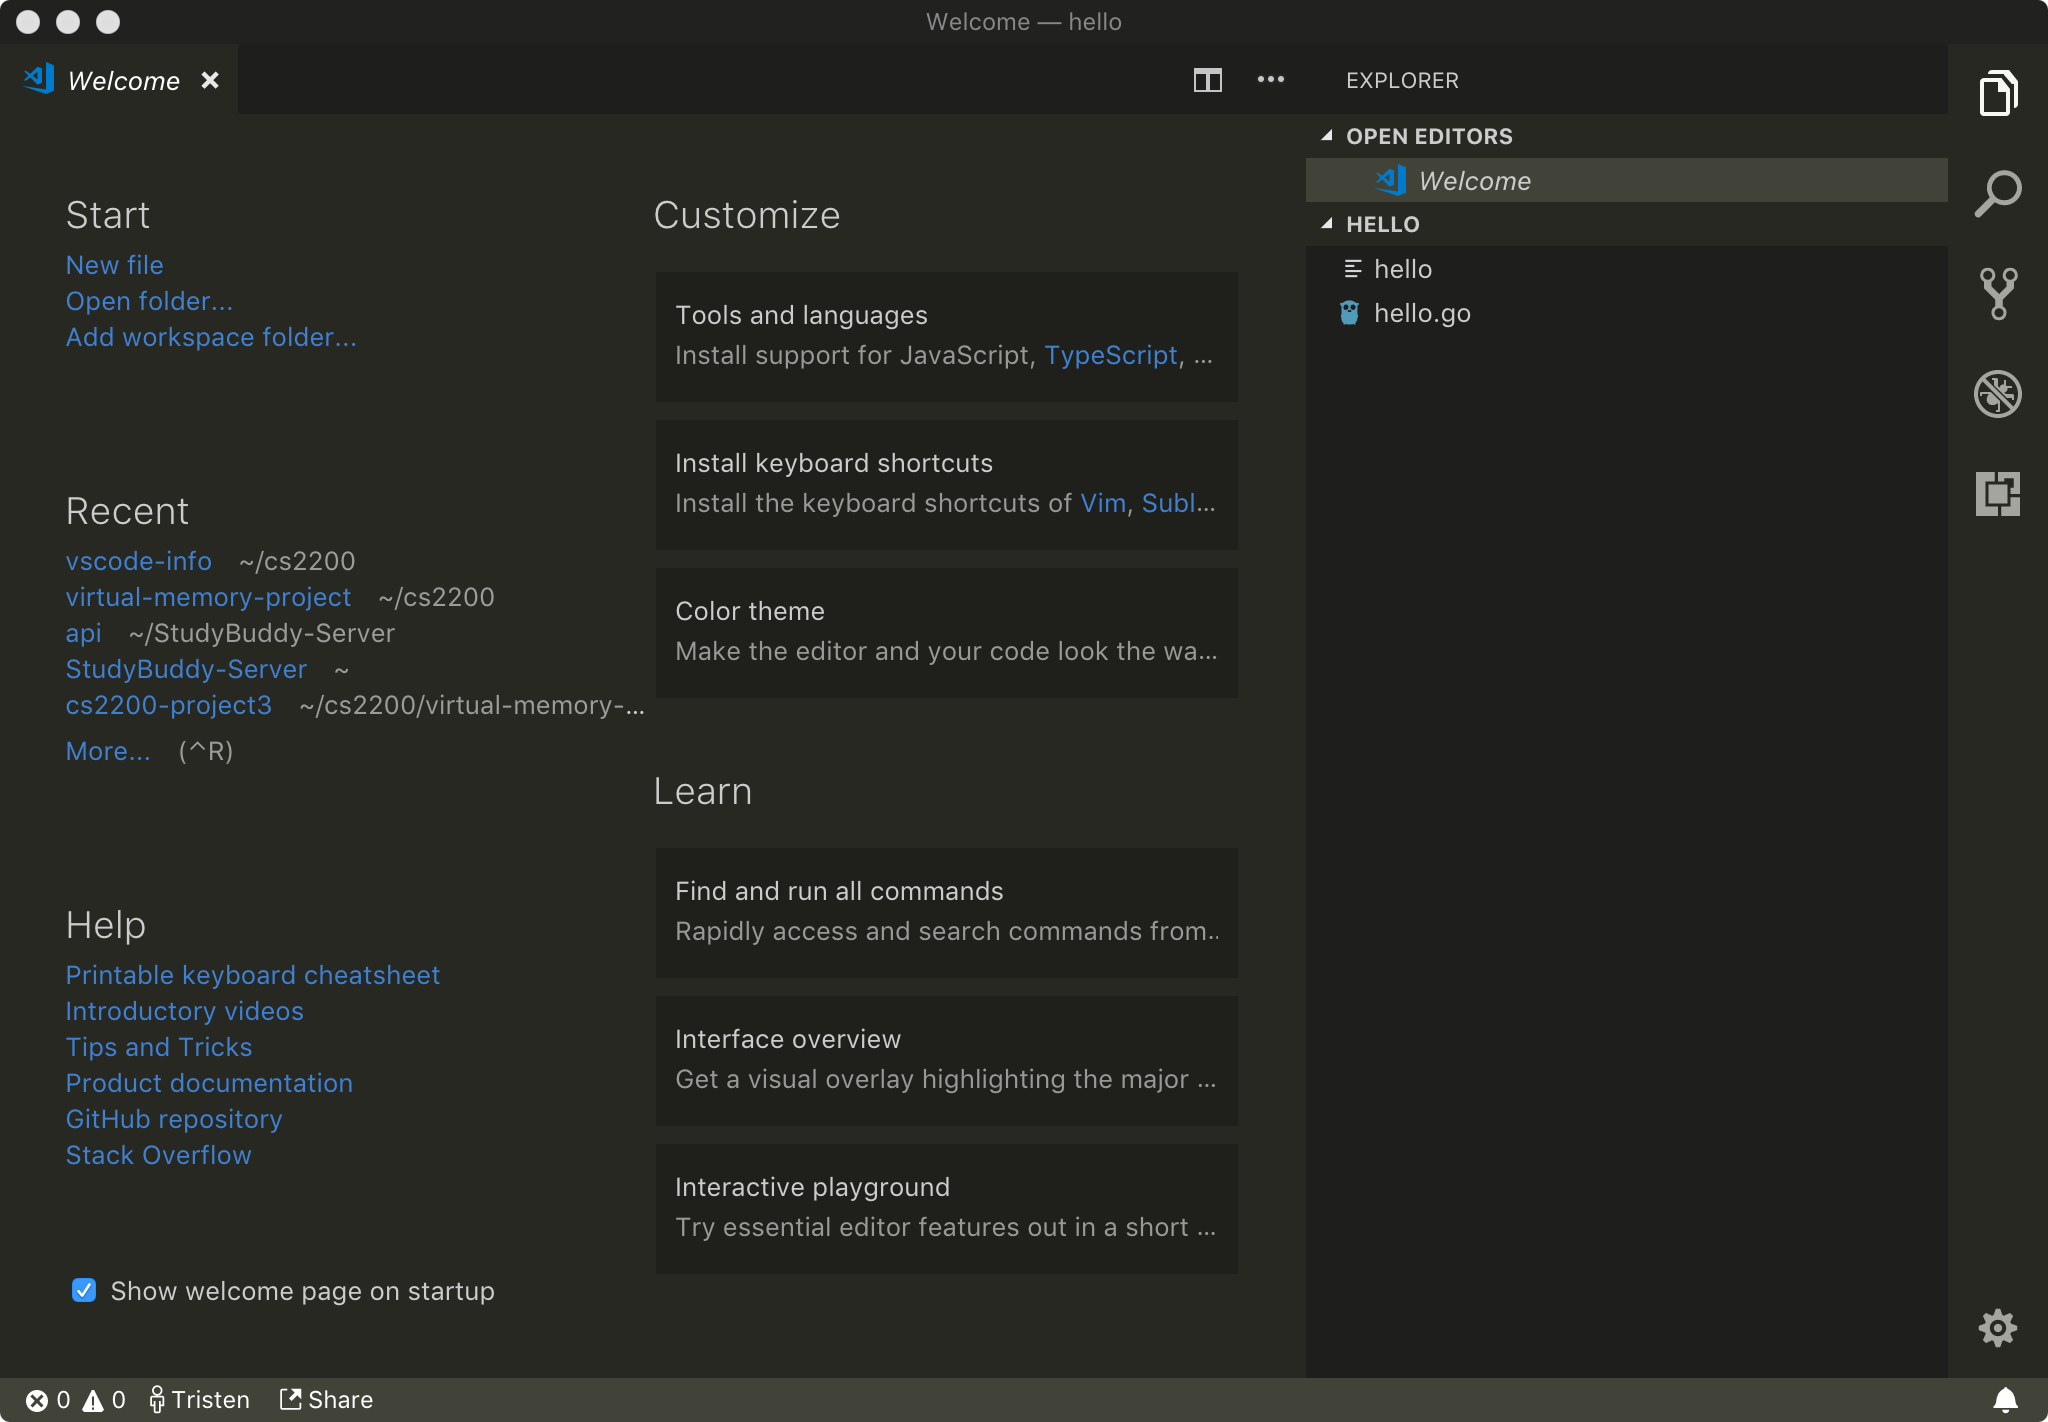 Welcome — hello
Welcome
EXPLORER
OPEN EDITORS
Welcome
HELLO
hello
hello.go
Start
New file
Open folder...
Add workspace folder...
Recent
vscode-info ~/cs2200
virtual-memory-project ~/cs2200
api ~/StudyBuddy-Server
StudyBuddy-Server ~
cs2200-project3 ~/cs2200/virtual-memory-...
More... (^R)
Help
Printable keyboard cheatsheet
Introductory videos
Tips and Tricks
Product documentation
GitHub repository
Stack Overflow
Show welcome page on startup
Customize
Tools and languages
Install support for JavaScript, TypeScript, ...
Install keyboard shortcuts
Install the keyboard shortcuts of Vim, Subl...
Color theme
Make the editor and your code look the wa...
Learn
Find and run all commands
Rapidly access and search commands from..
Interface overview
Get a visual overlay highlighting the major ...
Interactive playground
Try essential editor features out in a short ...
0 0 Tristen Share